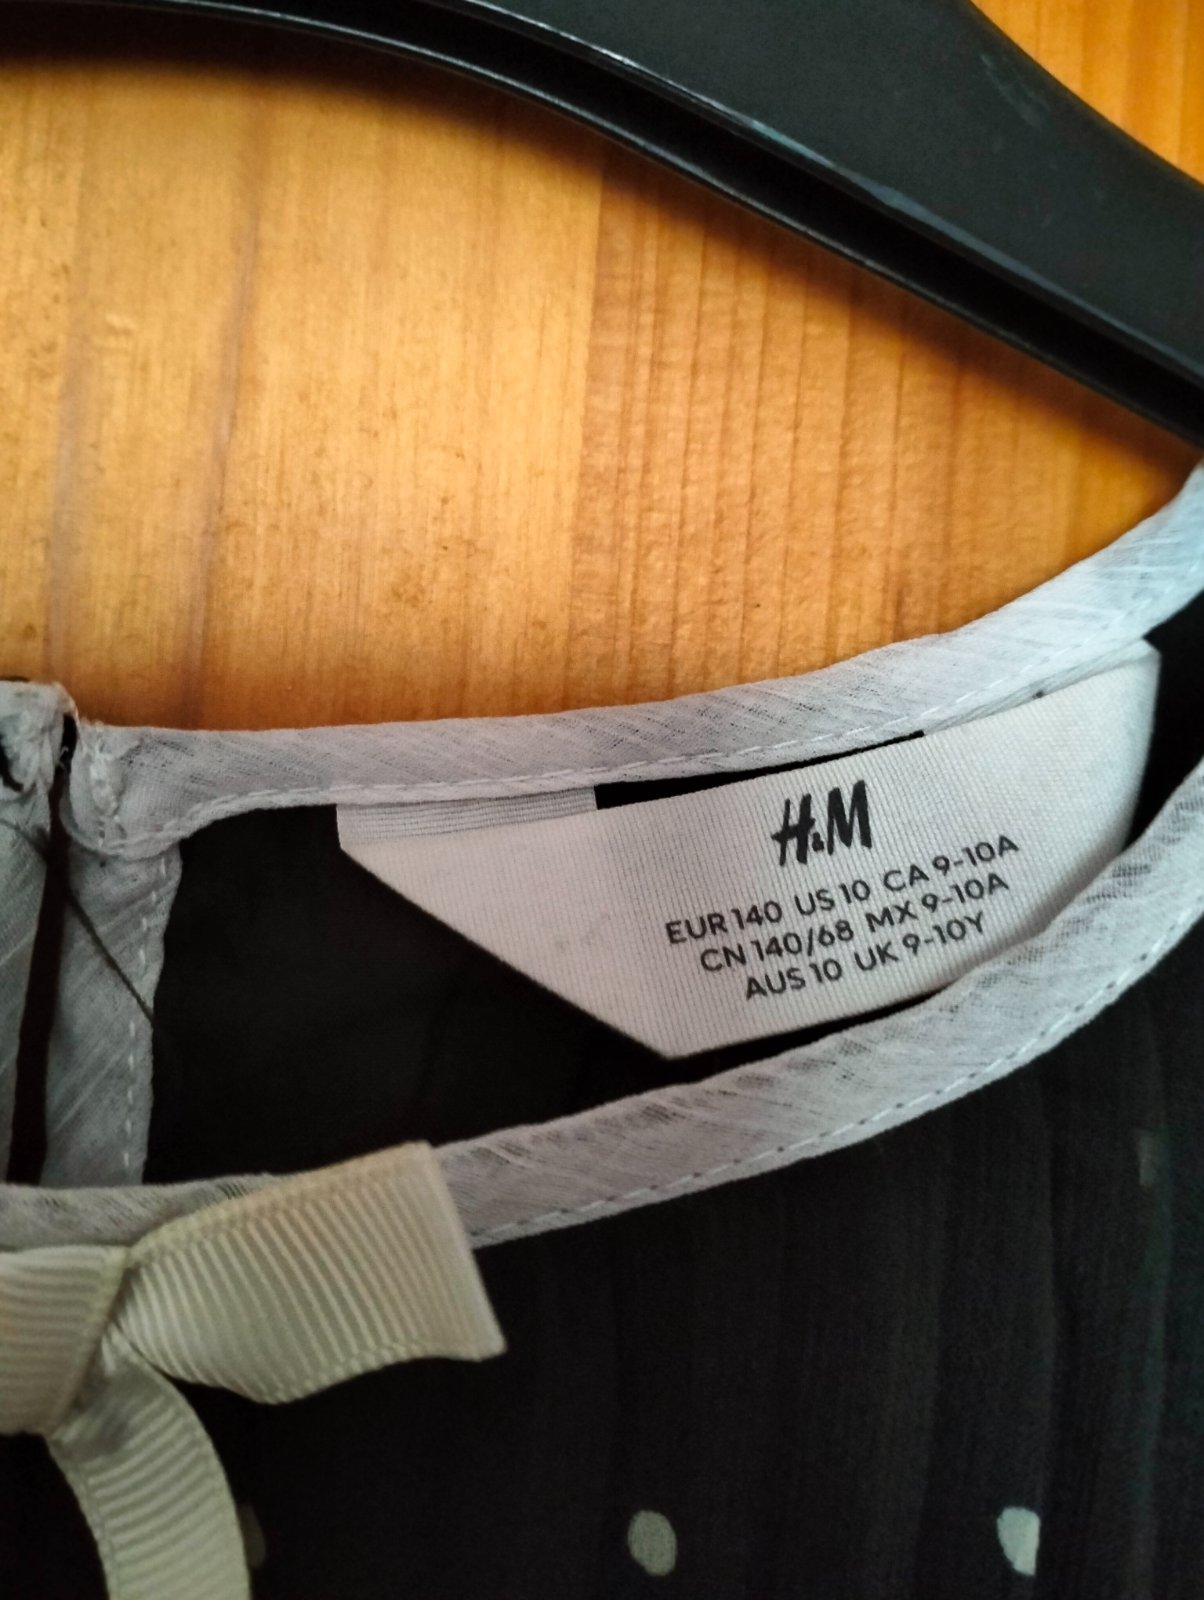 H&M
EUR 140 US 10 CA 9-10A
CN 140/68 MX 9-10A
AUS 10 UK 9-10Y